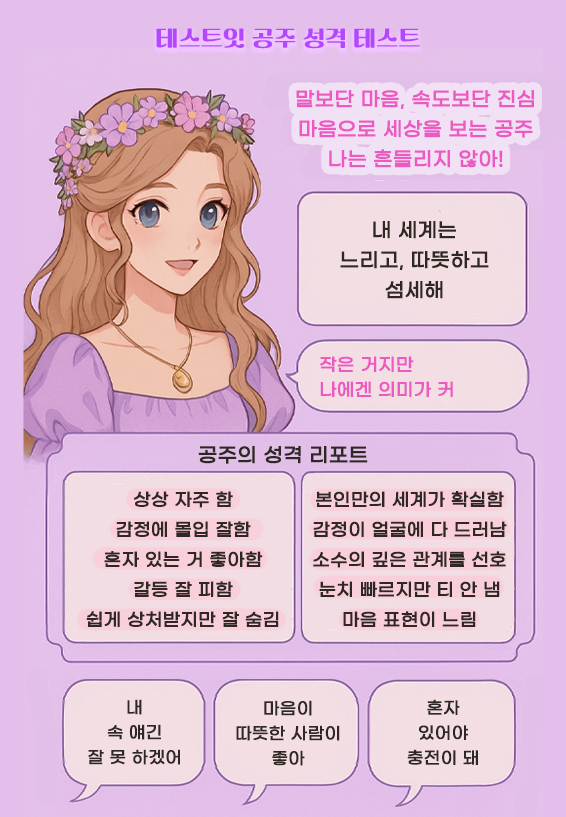 테스트잇 공주 성격 테스트
말보단 마음, 속도보단 진심
마음으로 세상을 보는 공주
나는 흔들리지 않아!
내 세계는
느리고, 따뜻하고
섬세해
작은 거지만
나에겐 의미가 커
공주의 성격 리포트
상상 자주 함
감정에 몰입 잘함
혼자 있는 거 좋아함
갈등 잘 피함
쉽게 상처받지만 잘 숨김
본인만의 세계가 확실함
감정이 얼굴에 다 드러남
소수의 깊은 관계를 선호
눈치 빠르지만 티 안 냄
마음 표현이 느림
내
속 얘긴
잘 못 하겠어
마음이
따뜻한 사람이
좋아
혼자
있어야
충전이 돼